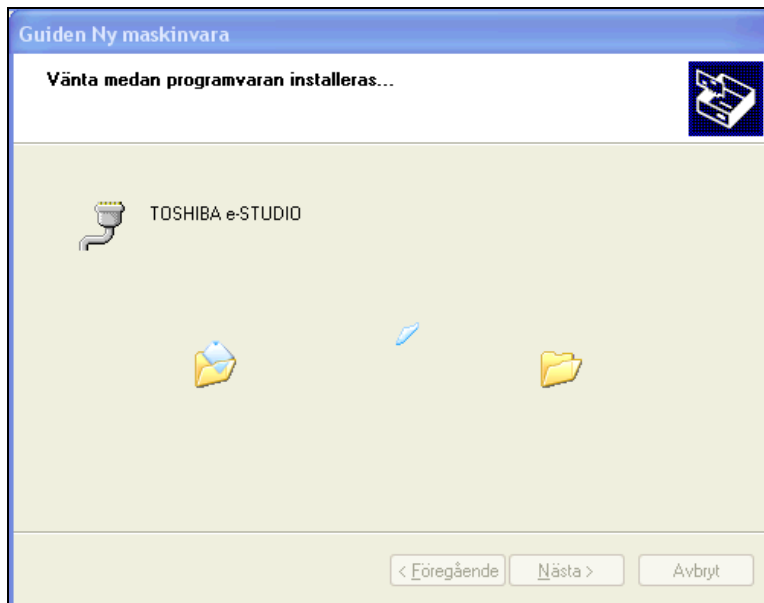 Guiden Ny maskinvara
Vänta medan programvaran installeras...
TOSHIBA e-STUDIO
< Föregående Nästa > Avbryt